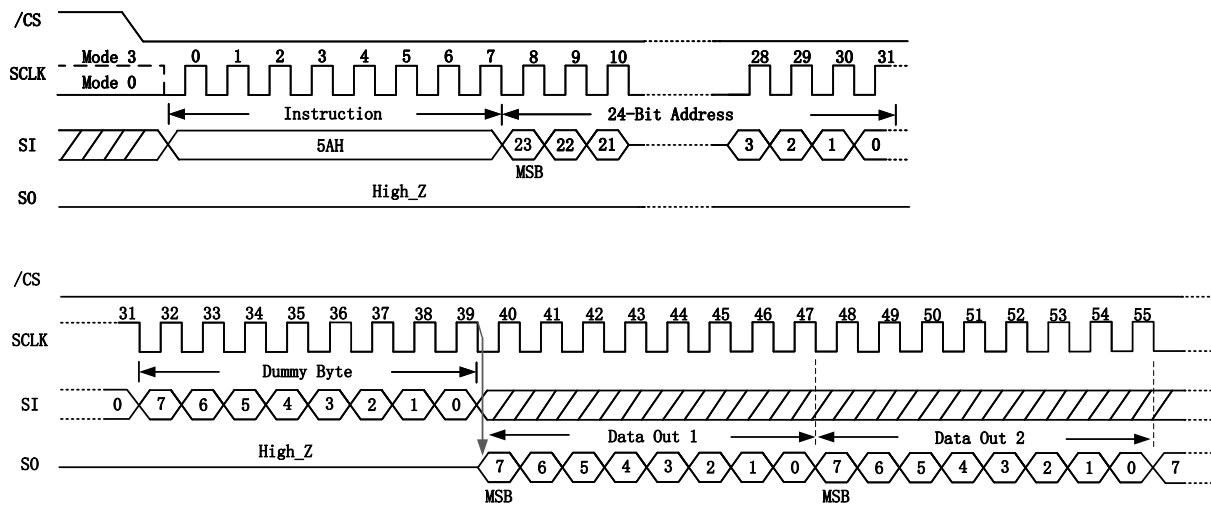 /CS
Mode 3
0 1 2 3 4 5 6 7 8 9 10 28 29 30 31
SCLK
Mode 0
Instruction 24-Bit Address
SI 5AH 23 22 21 3 2 1 0
MSB
High_Z
SO
/CS
31 32 33 34 35 36 37 38 39 40 41 42 43 44 45 46 47 48 49 50 51 52 53 54 55
SCLK
Dummy Byte
SI 0 7 6 5 4 3 2 1 0
Data Out 1 Data Out 2
High_Z
SO 7 6 5 4 3 2 1 0 7 6 5 4 3 2 1 0 7
MSB MSB